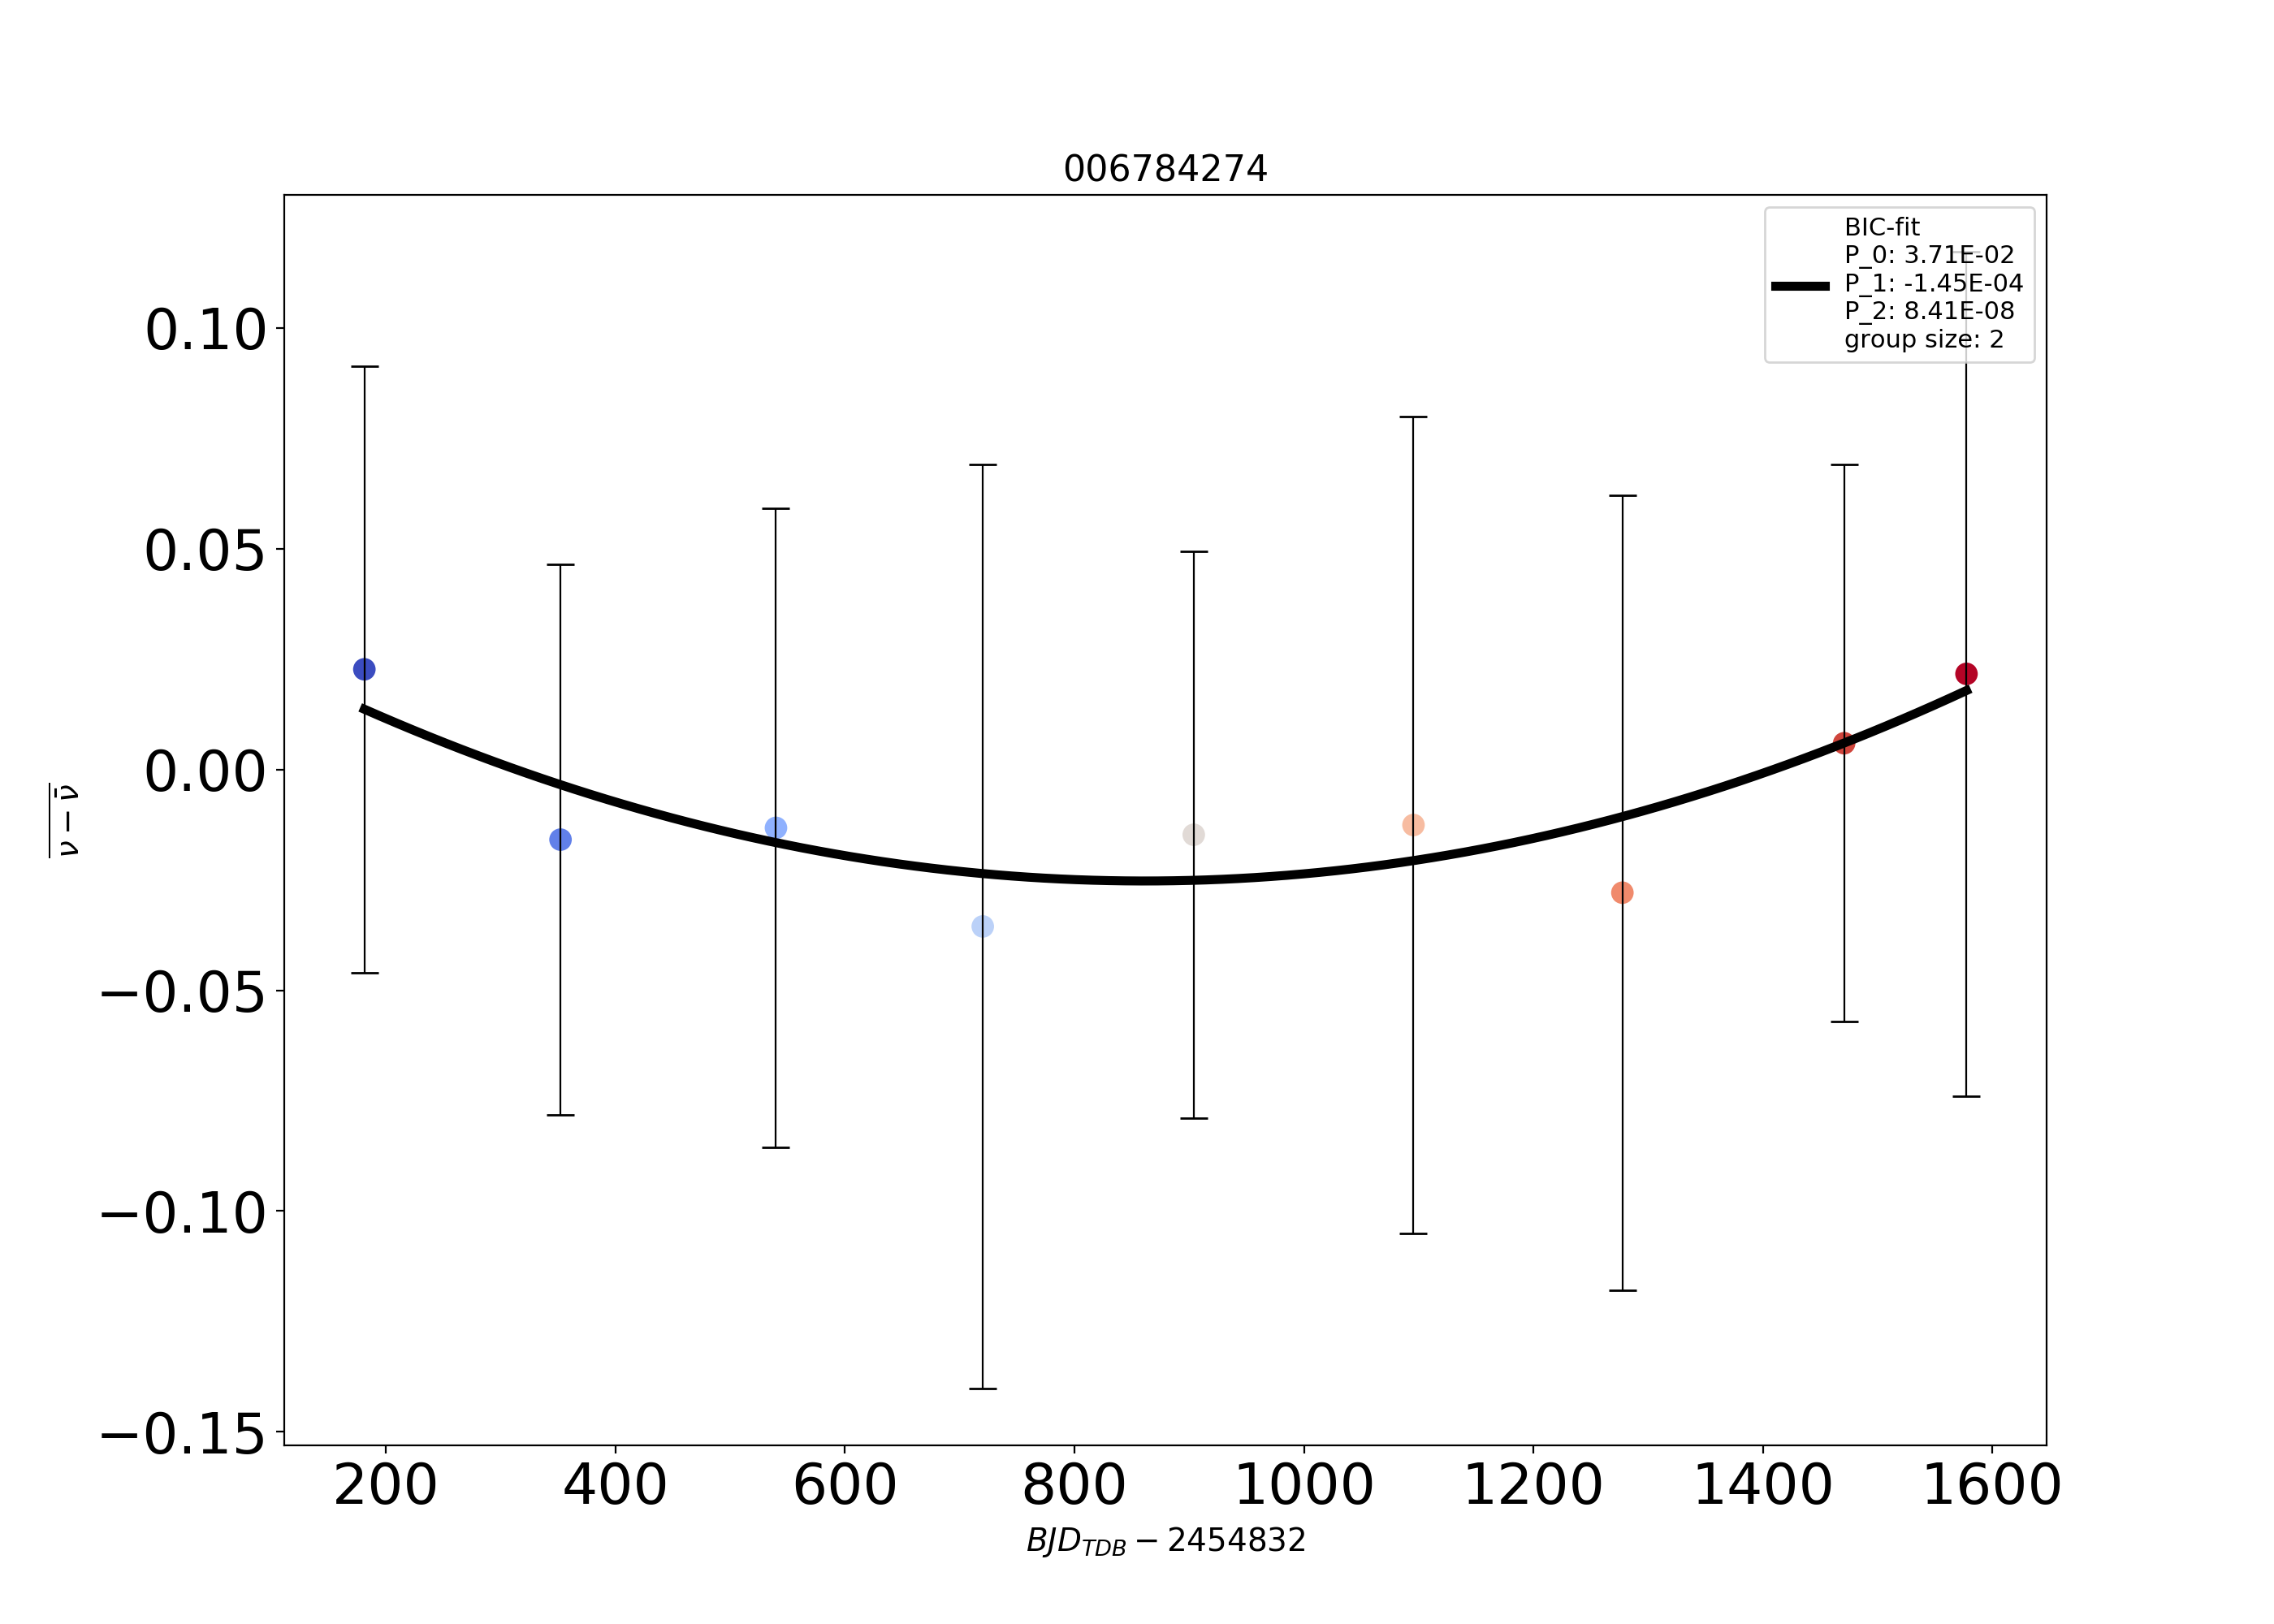 006784274
BIC-fit
P_0: 3.71E-02
P_1: -1.45E-04
P_2: 8.41E-08
group size: 2
0.10
0.05
0.00
−0.05
−0.10
−0.15
ν − ν̄
200 400 600 800 1000 1200 1400 1600
BJD_TDB − 2454832